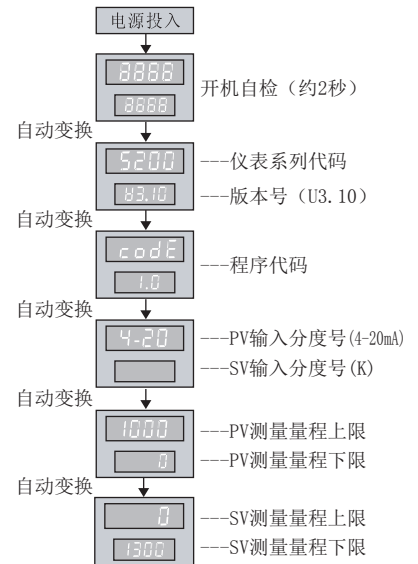 电源投入
8888
8888
开机自检（约2秒）
自动变换
S200
---仪表系列代码
U3.10
---版本号（U3.10）
自动变换
codE
1.0
---程序代码
自动变换
4-20
---PV输入分度号(4-20mA)
---SV输入分度号(K)
自动变换
1000
---PV测量量程上限
0
---PV测量量程下限
自动变换
0
---SV测量量程上限
1300
---SV测量量程下限